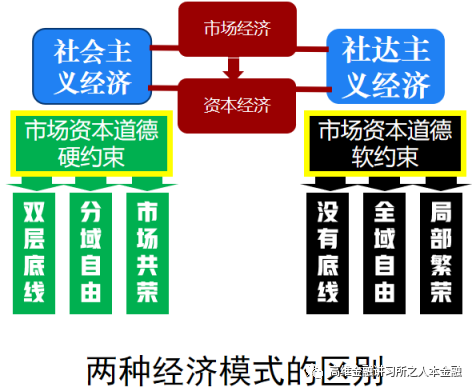 市场经济
社会主
义经济
社达主
义经济
资本经济
市场资本道德
硬约束
市场资本道德
软约束
双层底线
分域自由
市场共荣
没有底线
全域自由
局部繁荣
两种经济模式的区别
高维金融讲习所之人本金融